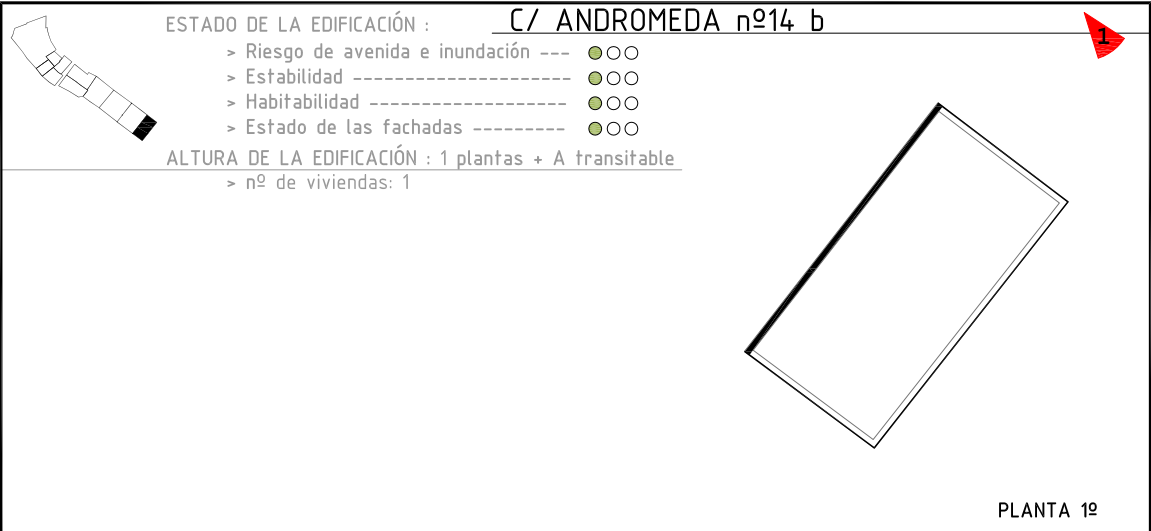 C/ ANDROMEDA nº14 b
1
ESTADO DE LA EDIFICACIÓN :
> Riesgo de avenida e inundación ---
> Estabilidad ---------------------
> Habitabilidad -------------------
> Estado de las fachadas ---------
ALTURA DE LA EDIFICACIÓN : 1 plantas + A transitable
> nº de viviendas: 1
PLANTA 1º